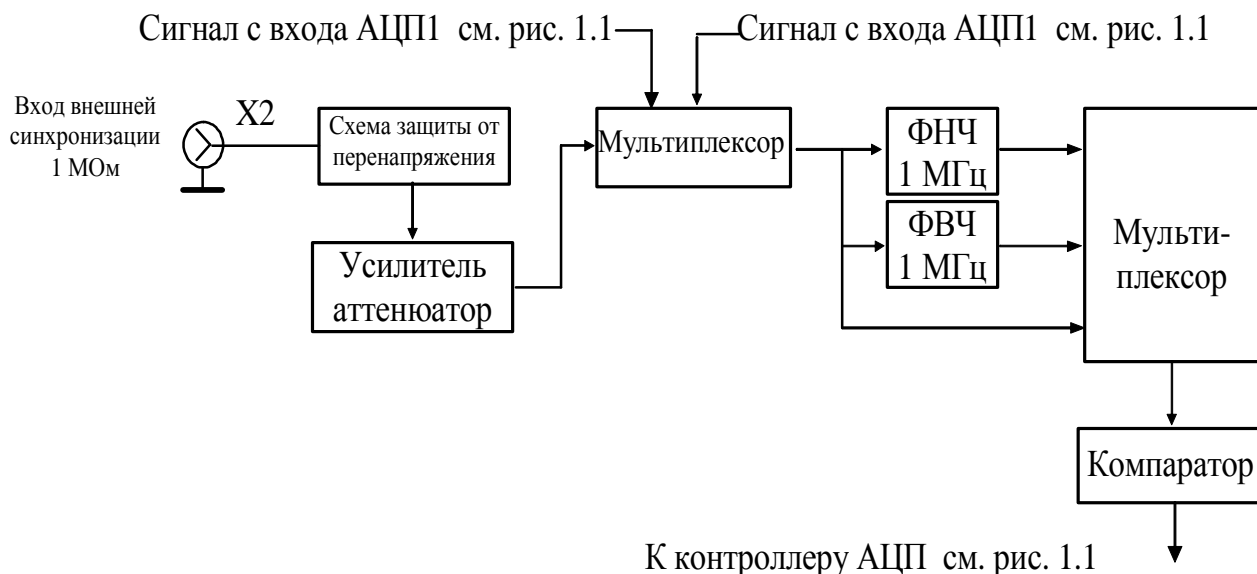 Сигнал с входа АЦП1 см. рис. 1.1
Сигнал с входа АЦП1 см. рис. 1.1
Вход внешней
синхронизации
1 МОм
X2
Схема защиты от
перенапряжения
Мультиплексор
ФНЧ
1 МГц
ФВЧ
1 МГц
Мульти-
плексор
Усилитель
аттенюатор
Компаратор
К контроллеру АЦП см. рис. 1.1